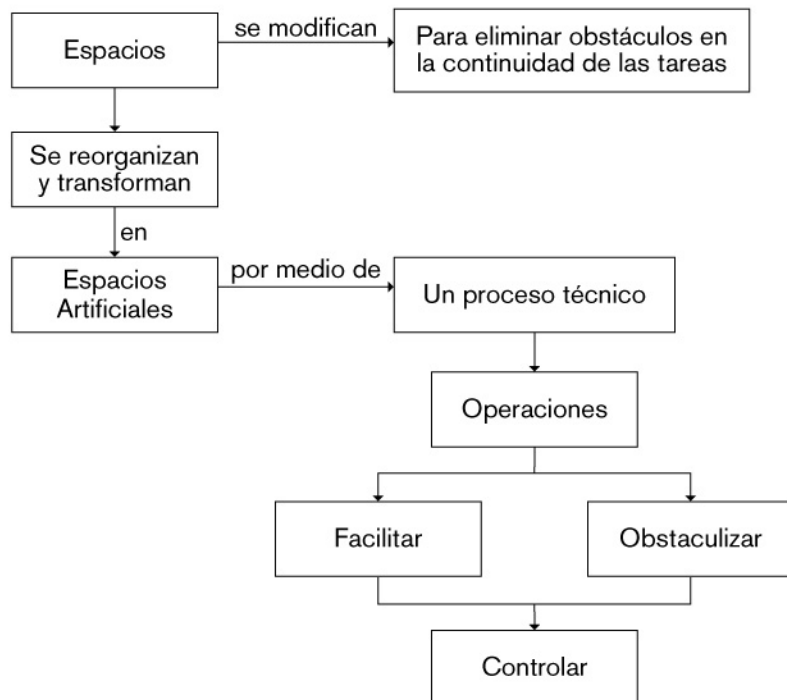 Espacios
se modifican
Para eliminar obstáculos en
la continuidad de las tareas
Se reorganizan
y transforman
en
Espacios
Artificiales
por medio de
Un proceso técnico
Operaciones
Facilitar
Obstaculizar
Controlar